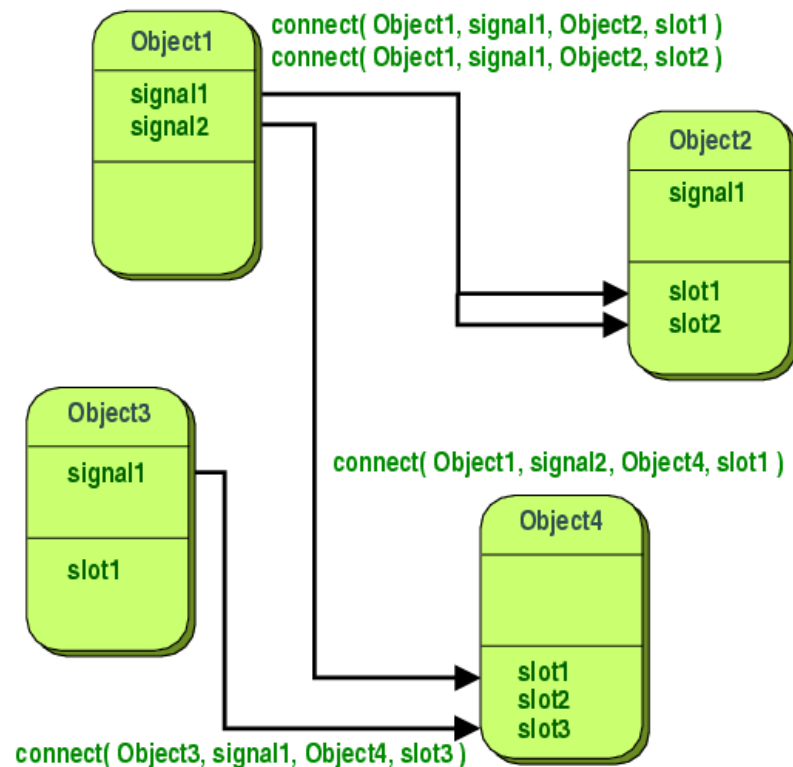 Object1
signal1
signal2
connect( Object1, signal1, Object2, slot1 )
connect( Object1, signal1, Object2, slot2 )
Object2
signal1
slot1
slot2
Object3
signal1
slot1
connect( Object1, signal2, Object4, slot1 )
Object4
slot1
slot2
slot3
connect( Object3, signal1, Object4, slot3 )